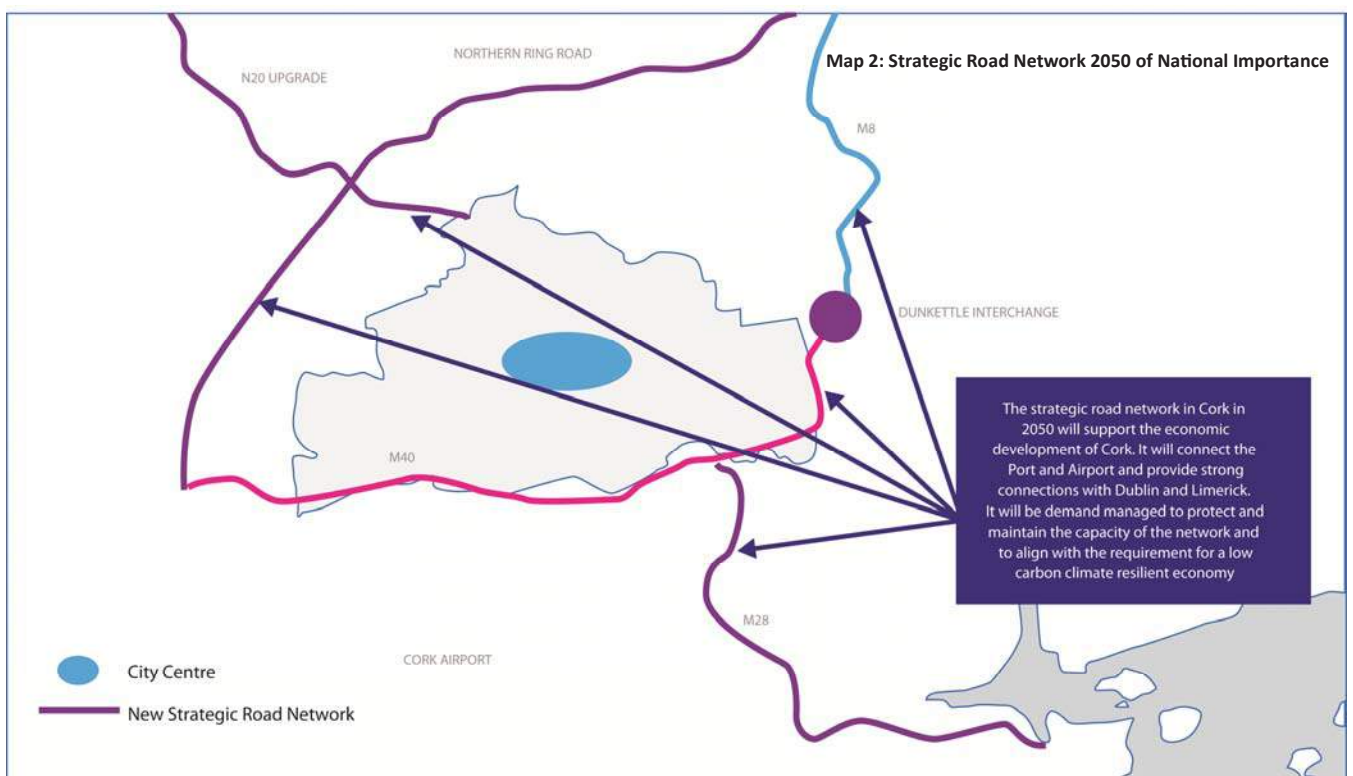 Map 2: Strategic Road Network 2050 of National Importance
NORTHERN RING ROAD
N20 UPGRADE
M8
DUNKETTLE INTERCHANGE
The strategic road network in Cork in
2050 will support the economic
development of Cork. It will connect the
Port and Airport and provide strong
connections with Dublin and Limerick.
It will be demand managed to protect and
maintain the capacity of the network and
to align with the requirement for a low
carbon climate resilient economy
M40
M28
CORK AIRPORT
City Centre
New Strategic Road Network